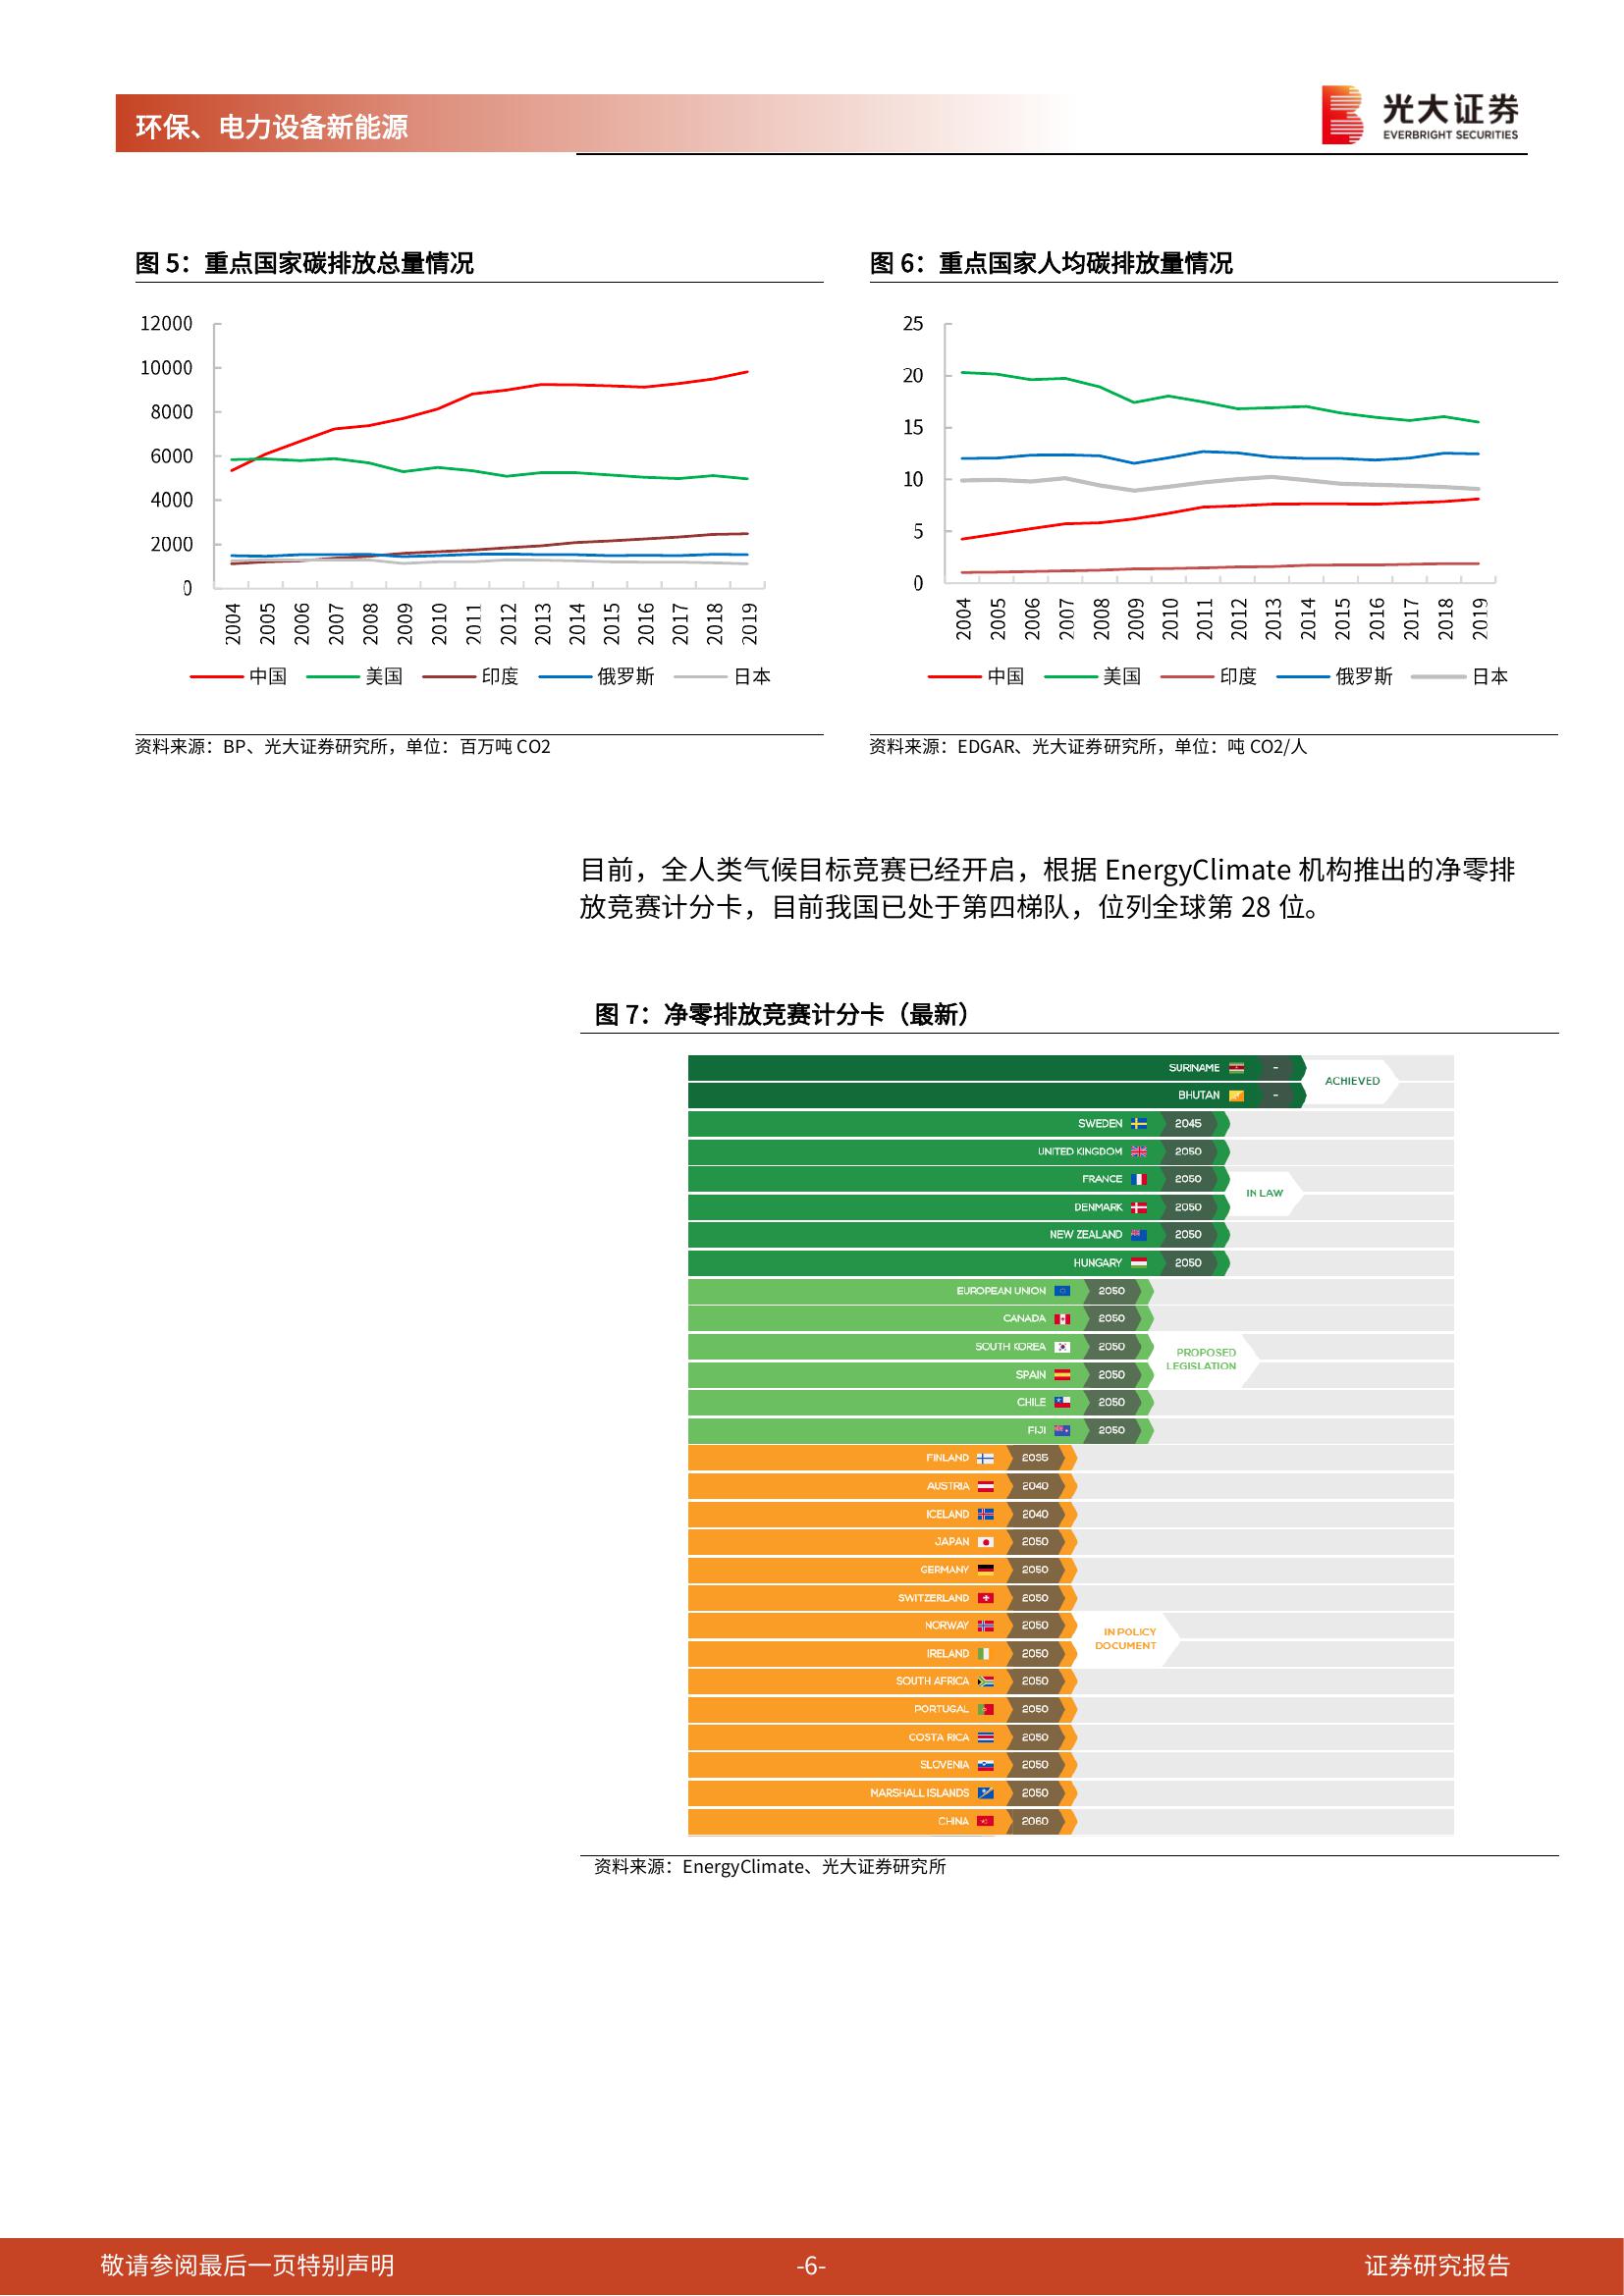 环保、电力设备新能源
光大证券
EVERBRIGHT SECURITIES
图 5：重点国家碳排放总量情况
12000
10000
8000
6000
4000
2000
0
2004 2005 2006 2007 2008 2009 2010 2011 2012 2013 2014 2015 2016 2017 2018 2019
中国 美国 印度 俄罗斯 日本
资料来源：BP、光大证券研究所，单位：百万吨 CO2
图 6：重点国家人均碳排放量情况
25
20
15
10
5
0
2004 2005 2006 2007 2008 2009 2010 2011 2012 2013 2014 2015 2016 2017 2018 2019
中国 美国 印度 俄罗斯 日本
资料来源：EDGAR、光大证券研究所，单位：吨 CO2/人
目前，全人类气候目标竞赛已经开启，根据 EnergyClimate 机构推出的净零排
放竞赛计分卡，目前我国已处于第四梯队，位列全球第 28 位。
图 7：净零排放竞赛计分卡（最新）
SURINAME -
ACHIEVED
BHUTAN -
SWEDEN 2045
UNITED KINGDOM 2050
FRANCE 2050
IN LAW
DENMARK 2050
NEW ZEALAND 2050
HUNGARY 2050
EUROPEAN UNION 2050
CANADA 2050
SOUTH KOREA 2050
PROPOSED
LEGISLATION
SPAIN 2050
CHILE 2050
FIJI 2050
FINLAND 2035
AUSTRIA 2040
ICELAND 2040
JAPAN 2050
GERMANY 2050
SWITZERLAND 2050
NORWAY 2050
IN POLICY
DOCUMENT
IRELAND 2050
SOUTH AFRICA 2050
PORTUGAL 2050
COSTA RICA 2050
SLOVENIA 2050
MARSHALL ISLANDS 2050
CHINA 2060
资料来源：EnergyClimate、光大证券研究所
敬请参阅最后一页特别声明
-6-
证券研究报告